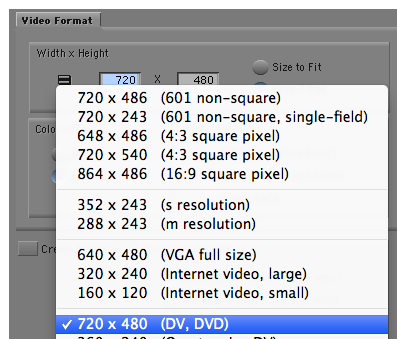 Video Format
Width x Height
720 x 480
Size to Fit
720 x 486 (601 non-square)
720 x 243 (601 non-square, single-field)
648 x 486 (4:3 square pixel)
720 x 540 (4:3 square pixel)
864 x 486 (16:9 square pixel)
352 x 243 (s resolution)
288 x 243 (m resolution)
640 x 480 (VGA full size)
320 x 240 (Internet video, large)
160 x 120 (Internet video, small)
✓ 720 x 480 (DV, DVD)